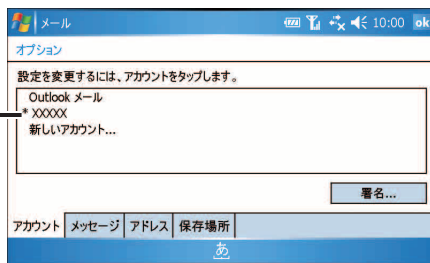 メール 10:00 ok
オプション
設定を変更するには、アカウントをタップします。
Outlook メール
* XXXXX
新しいアカウント...
署名...
アカウント メッセージ アドレス 保存場所
あ